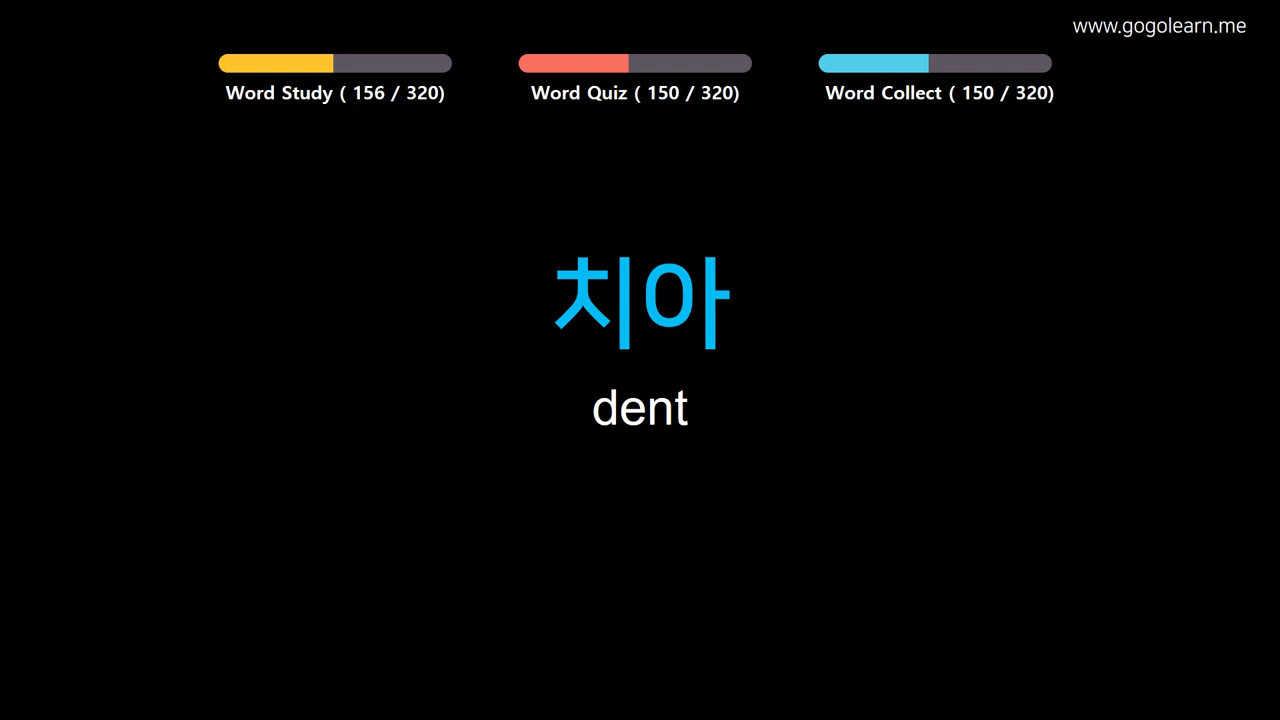 www.gogolearn.me
Word Study ( 156 / 320)
Word Quiz ( 150 / 320)
Word Collect ( 150 / 320)
치아
dent